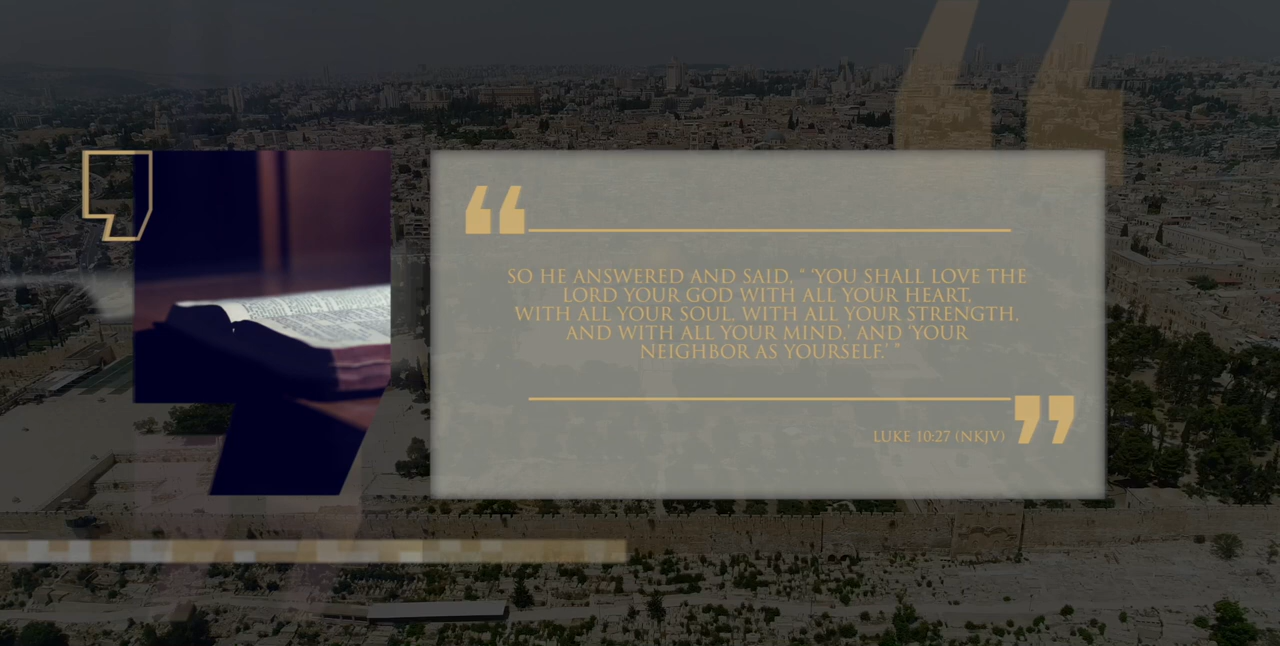 SO HE ANSWERED AND SAID, " 'YOU SHALL LOVE THE
LORD YOUR GOD WITH ALL YOUR HEART,
WITH ALL YOUR SOUL, WITH ALL YOUR STRENGTH,
AND WITH ALL YOUR MIND,' AND 'YOUR
NEIGHBOR AS YOURSELF.' "
LUKE 10:27 (NKJV)